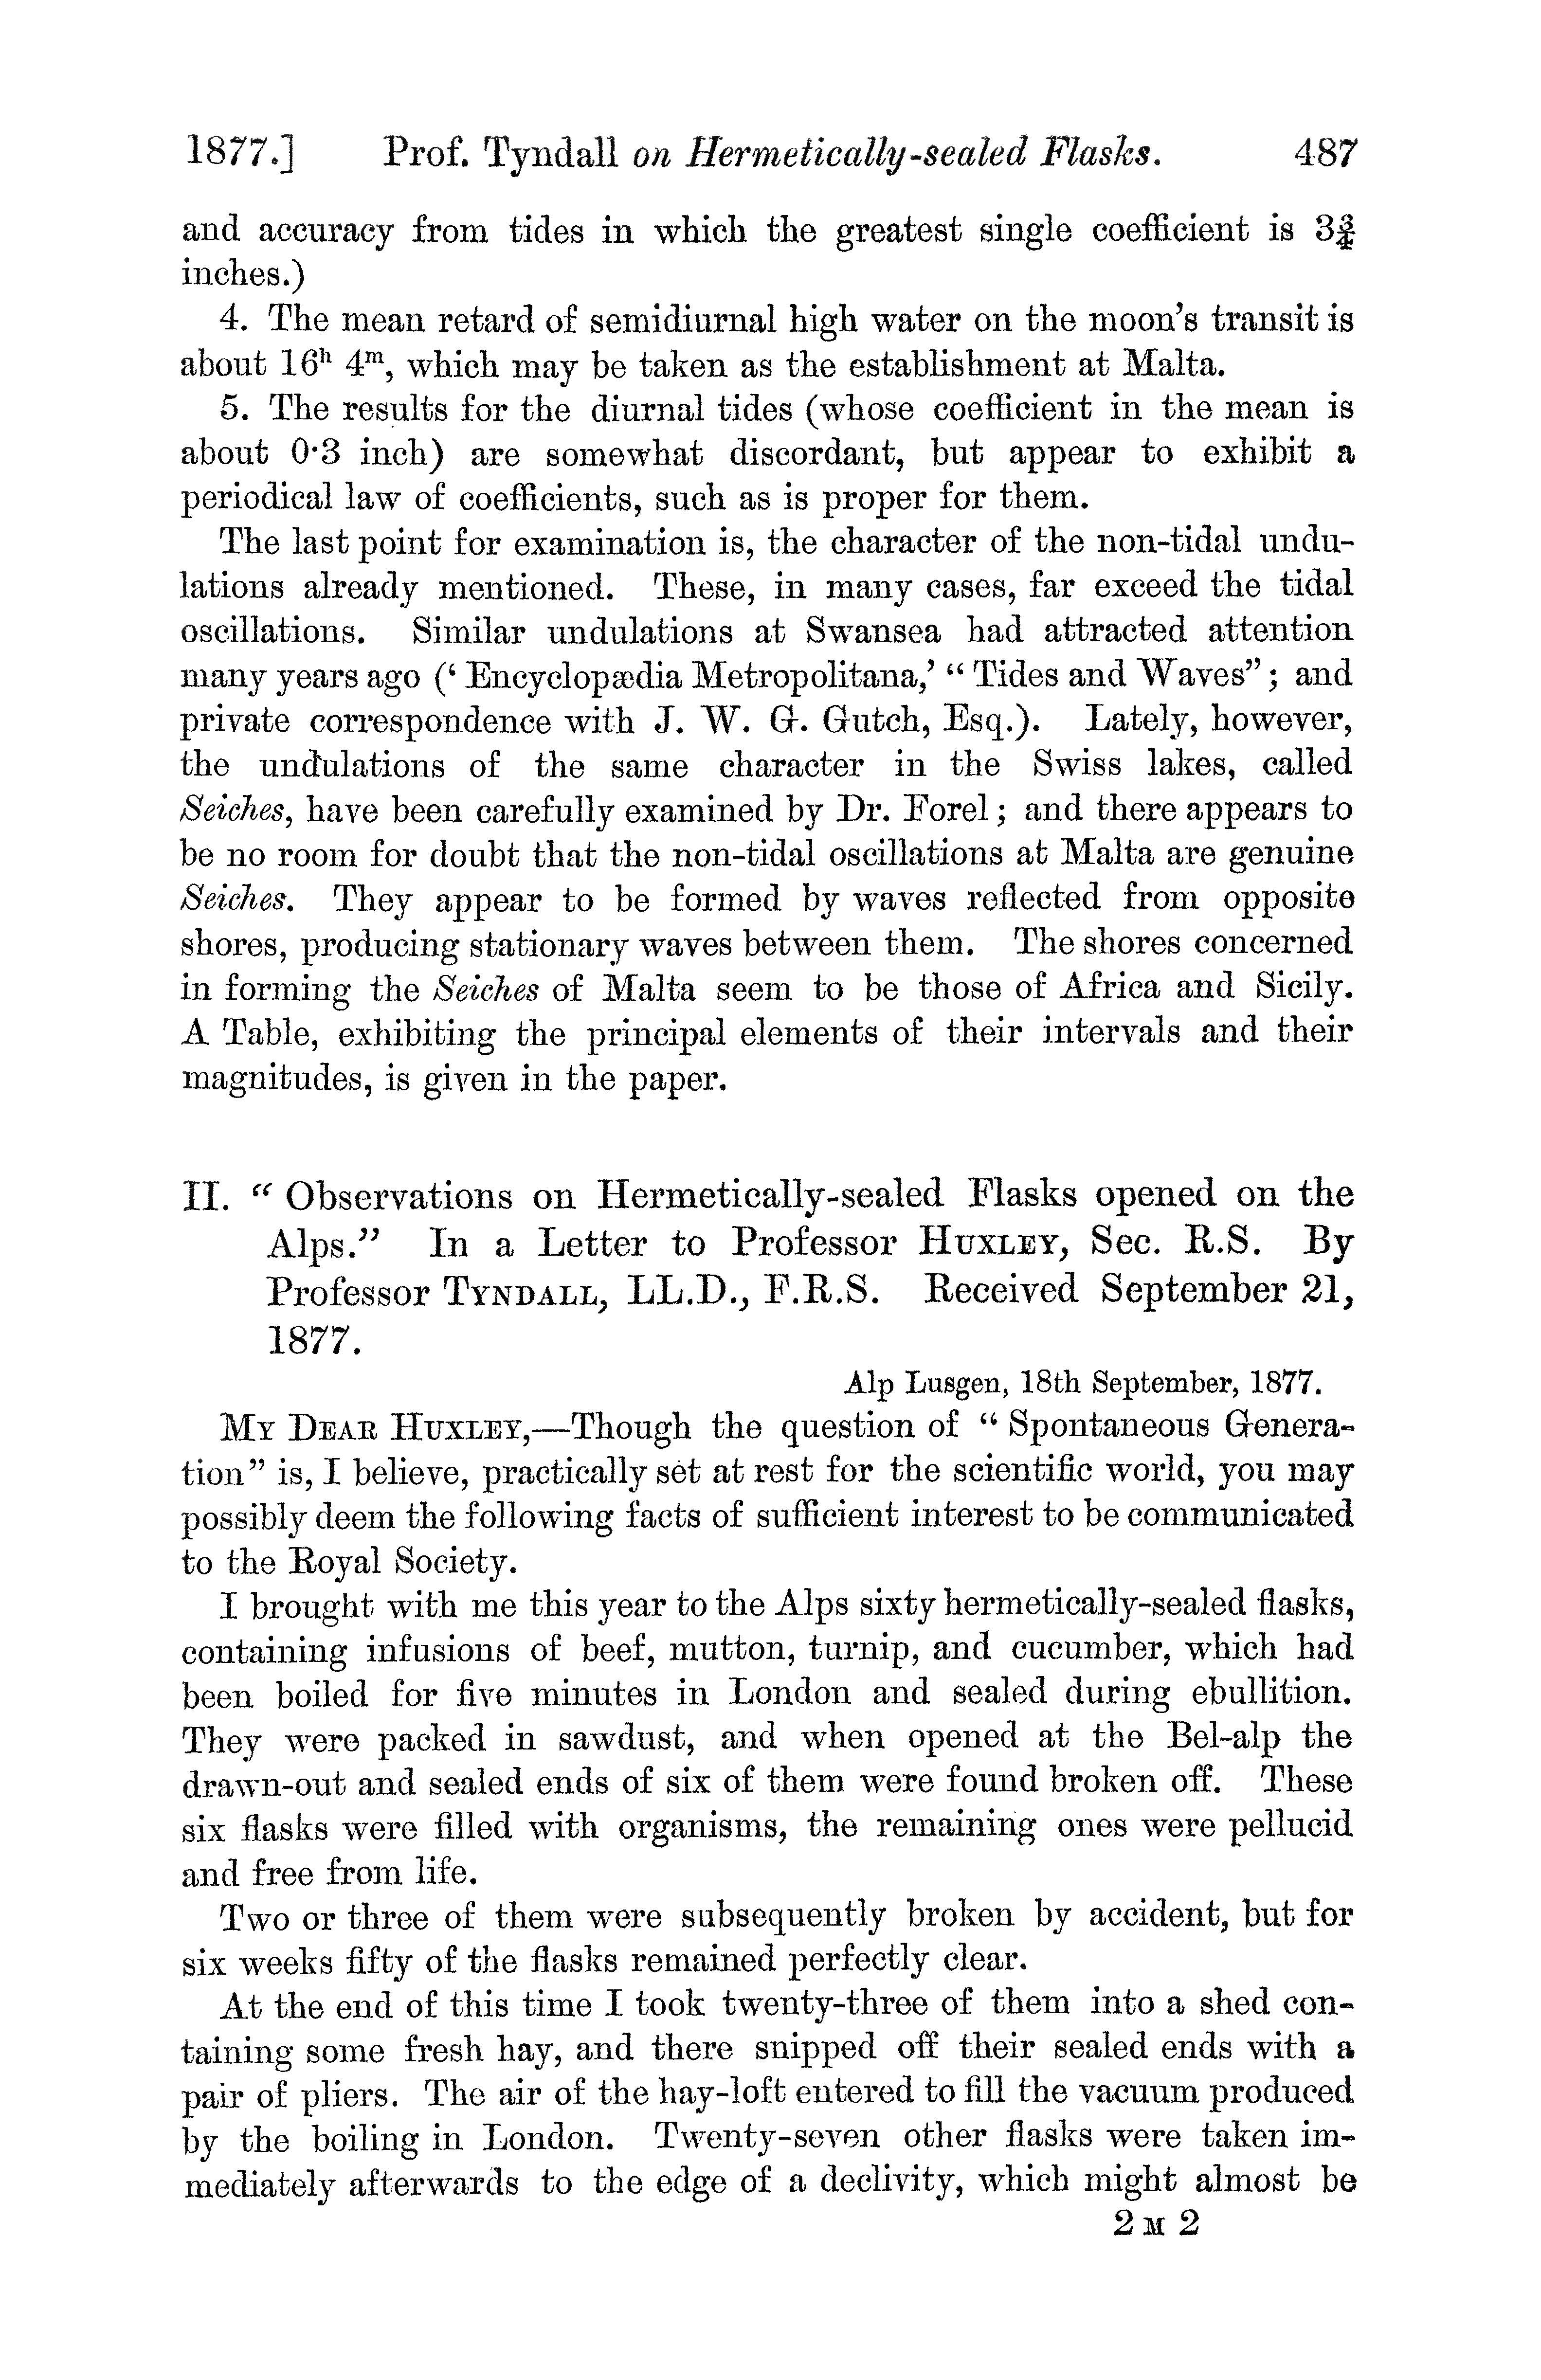 1877.] Prof. Tyndall on Hermetically-sealed Flasks. 487
and accuracy from tides in which the greatest single coefficient is 3¾
inches.)
4. The mean retard of semidiurnal high water on the moon's transit is
about 16ʰ 4ᵐ, which may be taken as the establishment at Malta.
5. The results for the diurnal tides (whose coefficient in the mean is
about 0·3 inch) are somewhat discordant, but appear to exhibit a
periodical law of coefficients, such as is proper for them.
The last point for examination is, the character of the non-tidal undu-
lations already mentioned. These, in many cases, far exceed the tidal
oscillations. Similar undulations at Swansea had attracted attention
many years ago (‘ Encyclopædia Metropolitana,’ “ Tides and Waves”; and
private correspondence with J. W. G. Gutch, Esq.). Lately, however,
the undulations of the same character in the Swiss lakes, called
Seiches, have been carefully examined by Dr. Forel; and there appears to
be no room for doubt that the non-tidal oscillations at Malta are genuine
Seiches. They appear to be formed by waves reflected from opposite
shores, producing stationary waves between them. The shores concerned
in forming the Seiches of Malta seem to be those of Africa and Sicily.
A Table, exhibiting the principal elements of their intervals and their
magnitudes, is given in the paper.
II. “ Observations on Hermetically-sealed Flasks opened on the
Alps.” In a Letter to Professor HUXLEY, Sec. R.S. By
Professor TYNDALL, LL.D., F.R.S. Received September 21,
1877.
Alp Lusgen, 18th September, 1877.
MY DEAR HUXLEY,—Though the question of “ Spontaneous Genera-
tion” is, I believe, practically set at rest for the scientific world, you may
possibly deem the following facts of sufficient interest to be communicated
to the Royal Society.
I brought with me this year to the Alps sixty hermetically-sealed flasks,
containing infusions of beef, mutton, turnip, and cucumber, which had
been boiled for five minutes in London and sealed during ebullition.
They were packed in sawdust, and when opened at the Bel-alp the
drawn-out and sealed ends of six of them were found broken off. These
six flasks were filled with organisms, the remaining ones were pellucid
and free from life.
Two or three of them were subsequently broken by accident, but for
six weeks fifty of the flasks remained perfectly clear.
At the end of this time I took twenty-three of them into a shed con-
taining some fresh hay, and there snipped off their sealed ends with a
pair of pliers. The air of the hay-loft entered to fill the vacuum produced
by the boiling in London. Twenty-seven other flasks were taken im-
mediately afterwards to the edge of a declivity, which might almost be
2 M 2